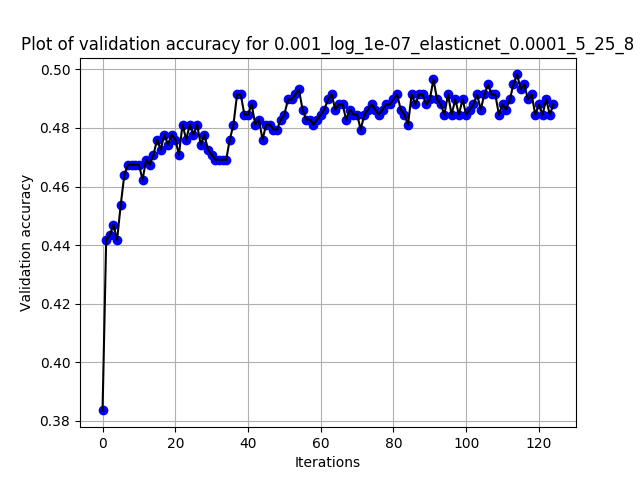 Plot of validation accuracy for 0.001_log_1e-07_elasticnet_0.0001_5_25_8
0.50
0.48
0.46
0.44
0.42
0.40
0.38
Validation accuracy
0 20 40 60 80 100 120
Iterations